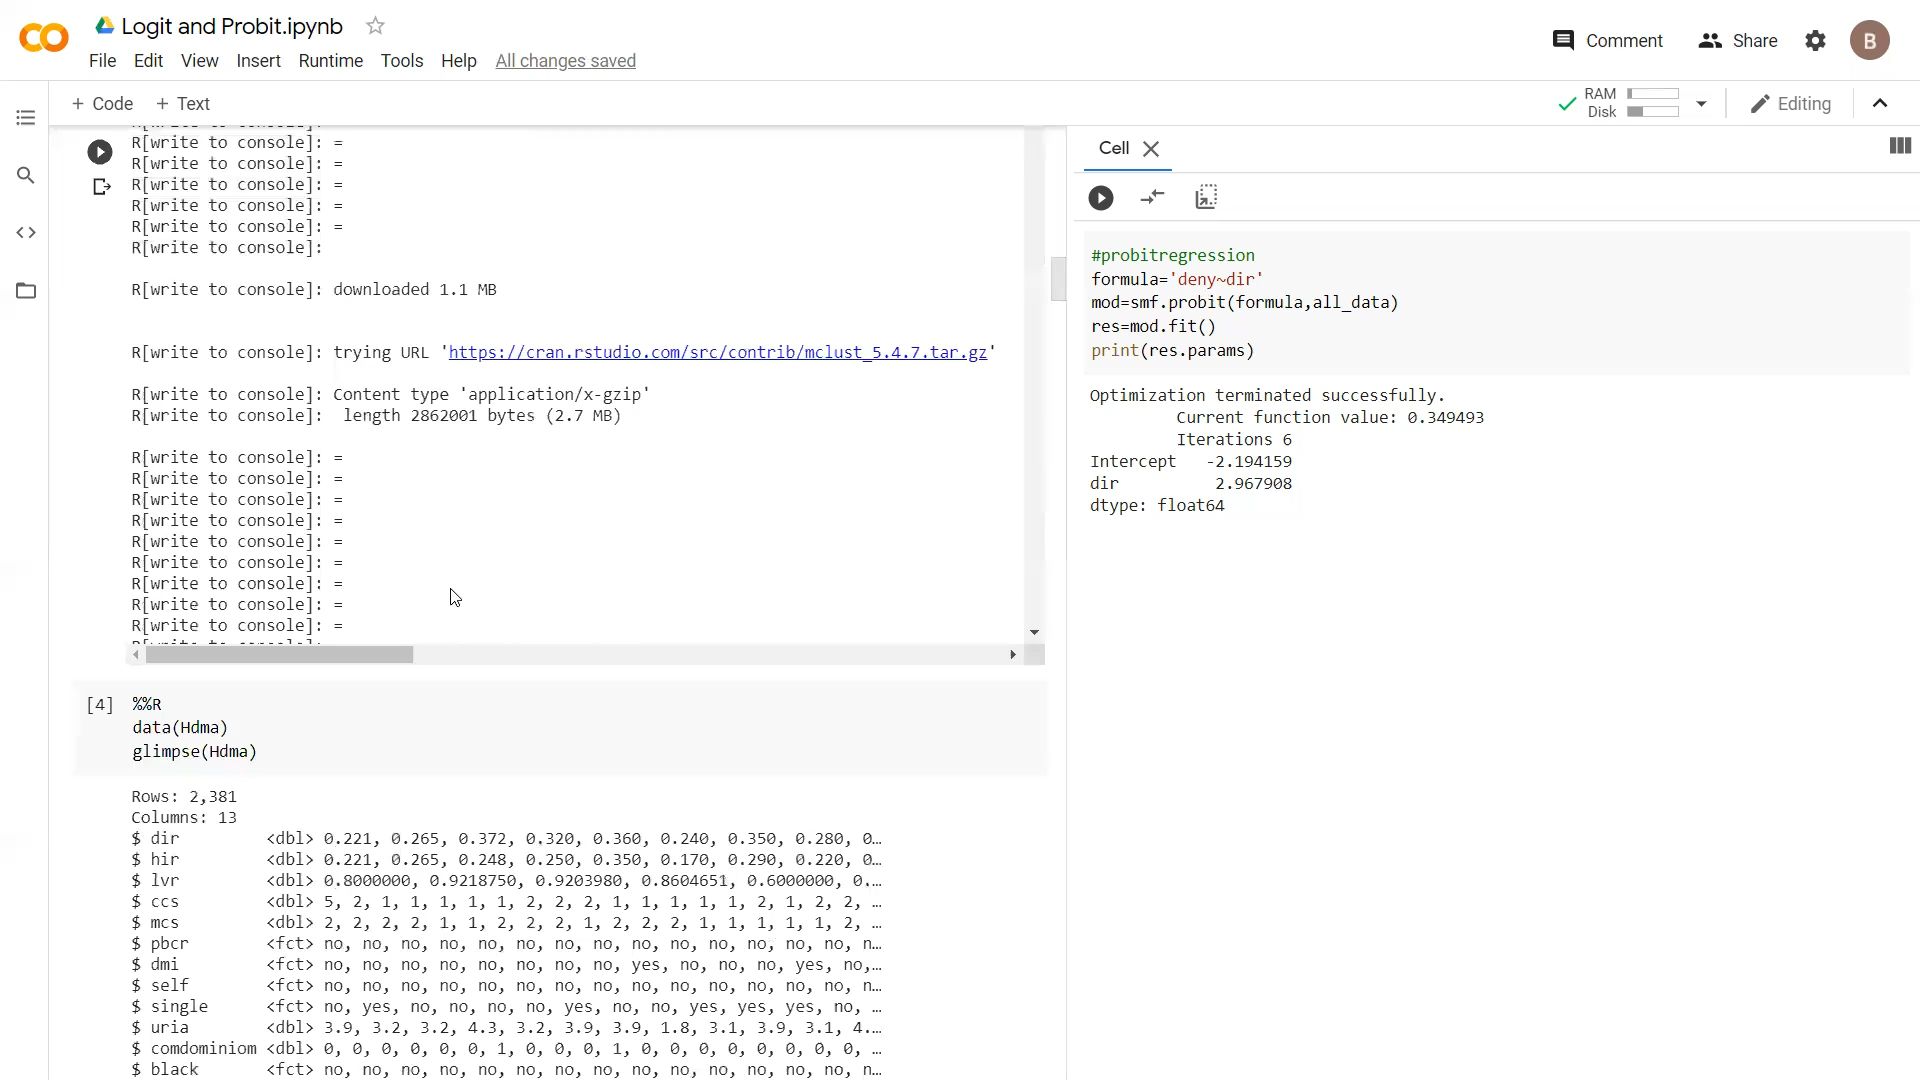 Logit and Probit.ipynb
File Edit View Insert Runtime Tools Help All changes saved
Comment
Share
B
+ Code + Text
RAM
Disk
Editing
R[write to console]: =
R[write to console]: =
R[write to console]: =
R[write to console]: =
R[write to console]: =
R[write to console]:
R[write to console]: downloaded 1.1 MB
R[write to console]: trying URL 'https://cran.rstudio.com/src/contrib/mclust_5.4.7.tar.gz'
R[write to console]: Content type 'application/x-gzip'
R[write to console]:  length 2862001 bytes (2.7 MB)
R[write to console]: =
R[write to console]: =
R[write to console]: =
R[write to console]: =
R[write to console]: =
R[write to console]: =
R[write to console]: =
R[write to console]: =
R[write to console]: =
[4] %%R
data(Hdma)
glimpse(Hdma)
Rows: 2,381
Columns: 13
$ dir <dbl> 0.221, 0.265, 0.372, 0.320, 0.360, 0.240, 0.350, 0.280, 0…
$ hir <dbl> 0.221, 0.265, 0.248, 0.250, 0.350, 0.170, 0.290, 0.220, 0…
$ lvr <dbl> 0.8000000, 0.9218750, 0.9203980, 0.8604651, 0.6000000, 0.…
$ ccs <dbl> 5, 2, 1, 1, 1, 1, 1, 2, 2, 2, 1, 1, 1, 1, 1, 2, 1, 2, 2, …
$ mcs <dbl> 2, 2, 2, 2, 1, 1, 2, 2, 2, 1, 2, 2, 2, 1, 1, 1, 1, 1, 2, …
$ pbcr <fct> no, no, no, no, no, no, no, no, no, no, no, no, no, no, n…
$ dmi <fct> no, no, no, no, no, no, no, no, yes, no, no, no, yes, no,…
$ self <fct> no, no, no, no, no, no, no, no, no, no, no, no, no, no, n…
$ single <fct> no, yes, no, no, no, no, yes, no, no, yes, yes, yes, no, …
$ uria <dbl> 3.9, 3.2, 3.2, 4.3, 3.2, 3.9, 3.9, 1.8, 3.1, 3.9, 3.1, 4.…
$ comdominiom <dbl> 0, 0, 0, 0, 0, 0, 1, 0, 0, 0, 1, 0, 0, 0, 0, 0, 0, 0, 0, …
$ black <fct> no, no, no, no, no, no, no, no, no, no, no, no, no, no, n…
Cell
#probitregression
formula='deny~dir'
mod=smf.probit(formula,all_data)
res=mod.fit()
print(res.params)
Optimization terminated successfully.
Current function value: 0.349493
Iterations 6
Intercept -2.194159
dir 2.967908
dtype: float64